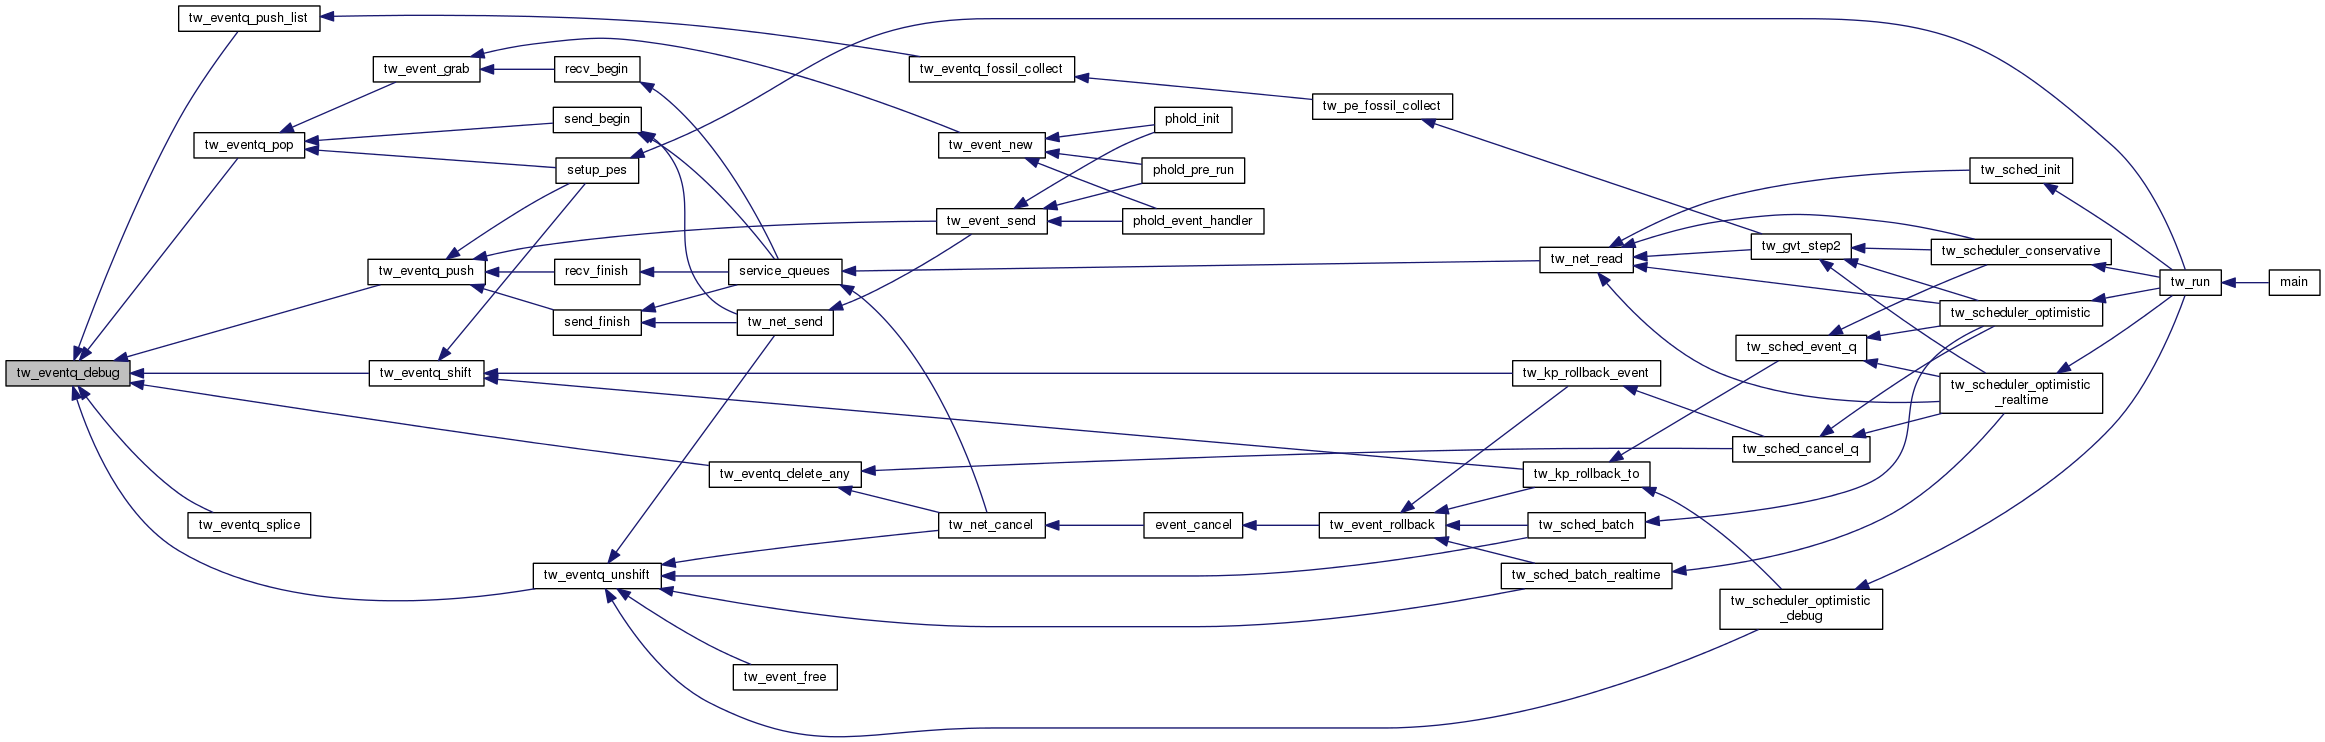 tw_eventq_push_list
tw_event_grab
recv_begin
tw_eventq_fossil_collect
tw_pe_fossil_collect
send_begin
phold_init
tw_eventq_pop
tw_event_new
setup_pes
phold_pre_run
tw_sched_init
tw_event_send
phold_event_handler
tw_gvt_step2
tw_scheduler_conservative
tw_eventq_push
recv_finish
service_queues
tw_net_read
tw_run
main
send_finish
tw_net_send
tw_scheduler_optimistic
tw_sched_event_q
tw_eventq_debug
tw_eventq_shift
tw_kp_rollback_event
tw_scheduler_optimistic
_realtime
tw_sched_cancel_q
tw_eventq_delete_any
tw_kp_rollback_to
tw_eventq_splice
tw_net_cancel
event_cancel
tw_event_rollback
tw_sched_batch
tw_eventq_unshift
tw_sched_batch_realtime
tw_scheduler_optimistic
_debug
tw_event_free